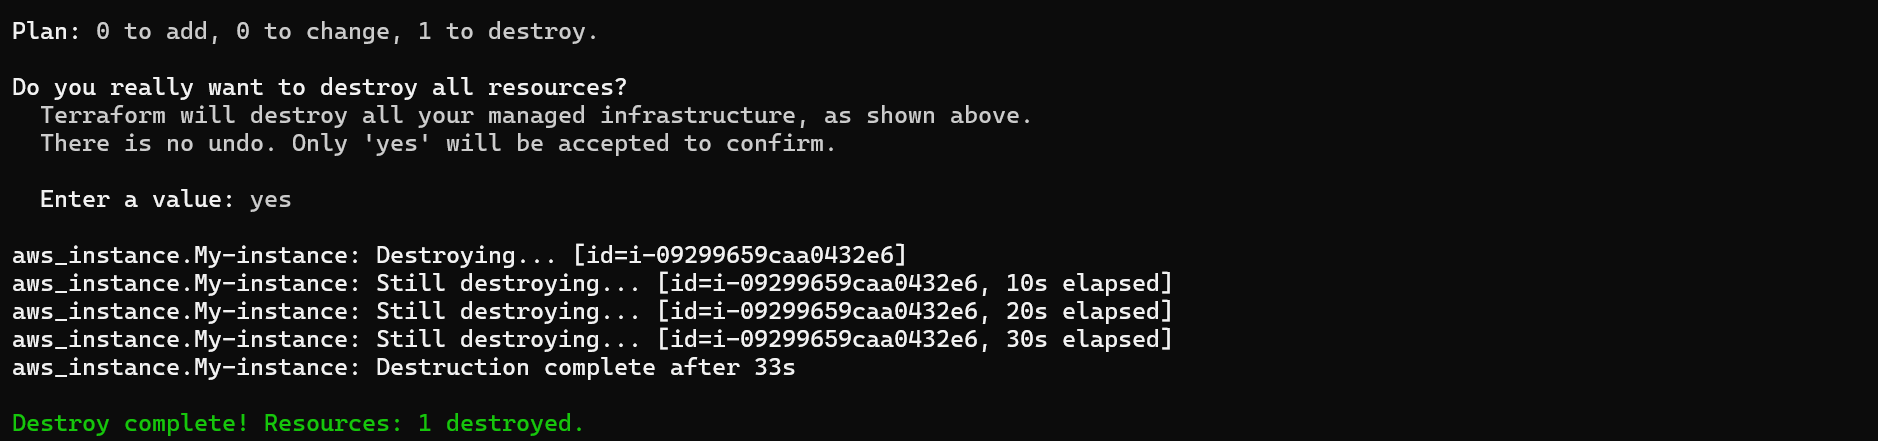 Plan: 0 to add, 0 to change, 1 to destroy.
Do you really want to destroy all resources?
Terraform will destroy all your managed infrastructure, as shown above.
There is no undo. Only 'yes' will be accepted to confirm.
Enter a value: yes
aws_instance.My-instance: Destroying... [id=i-09299659caa0432e6]
aws_instance.My-instance: Still destroying... [id=i-09299659caa0432e6, 10s elapsed]
aws_instance.My-instance: Still destroying... [id=i-09299659caa0432e6, 20s elapsed]
aws_instance.My-instance: Still destroying... [id=i-09299659caa0432e6, 30s elapsed]
aws_instance.My-instance: Destruction complete after 33s
Destroy complete! Resources: 1 destroyed.